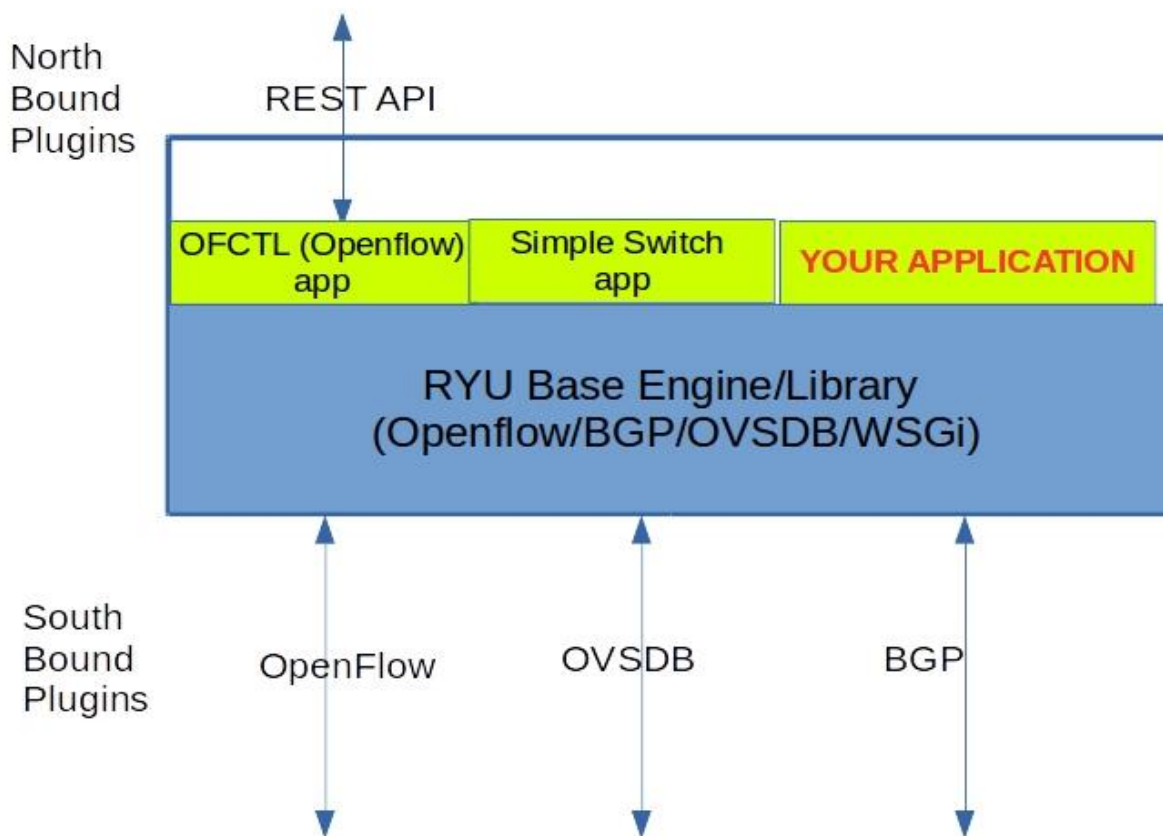 North
Bound
Plugins
REST API
OFCTL (Openflow)
app
Simple Switch
app
YOUR APPLICATION
RYU Base Engine/Library
(Openflow/BGP/OVSDB/WSGi)
South
Bound
Plugins
OpenFlow
OVSDB
BGP